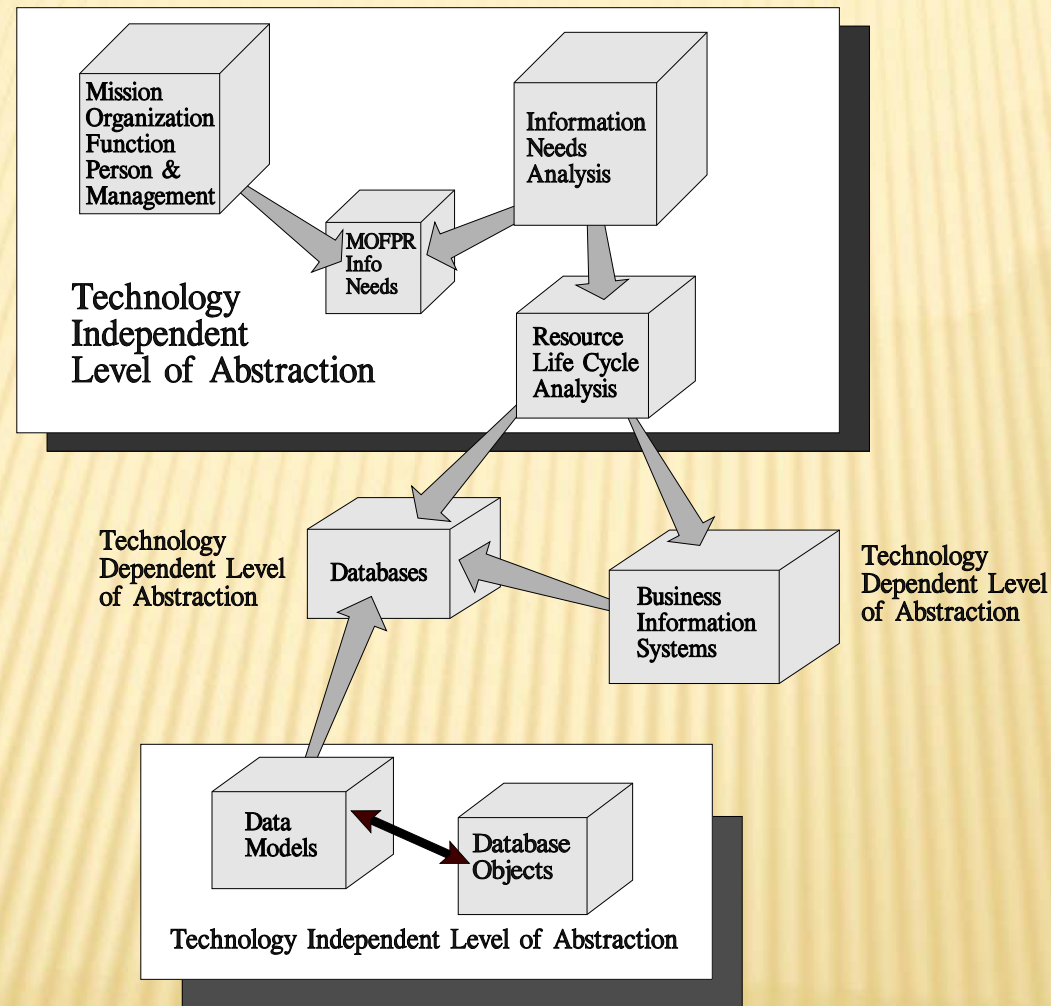 Mission
Organization
Function
Person &
Management
Information
Needs
Analysis
MOFPR
Info
Needs
Technology
Independent
Level of Abstraction
Resource
Life Cycle
Analysis
Technology
Dependent Level
of Abstraction
Databases
Business
Information
Systems
Technology
Dependent Level
of Abstraction
Data
Models
Database
Objects
Technology Independent Level of Abstraction